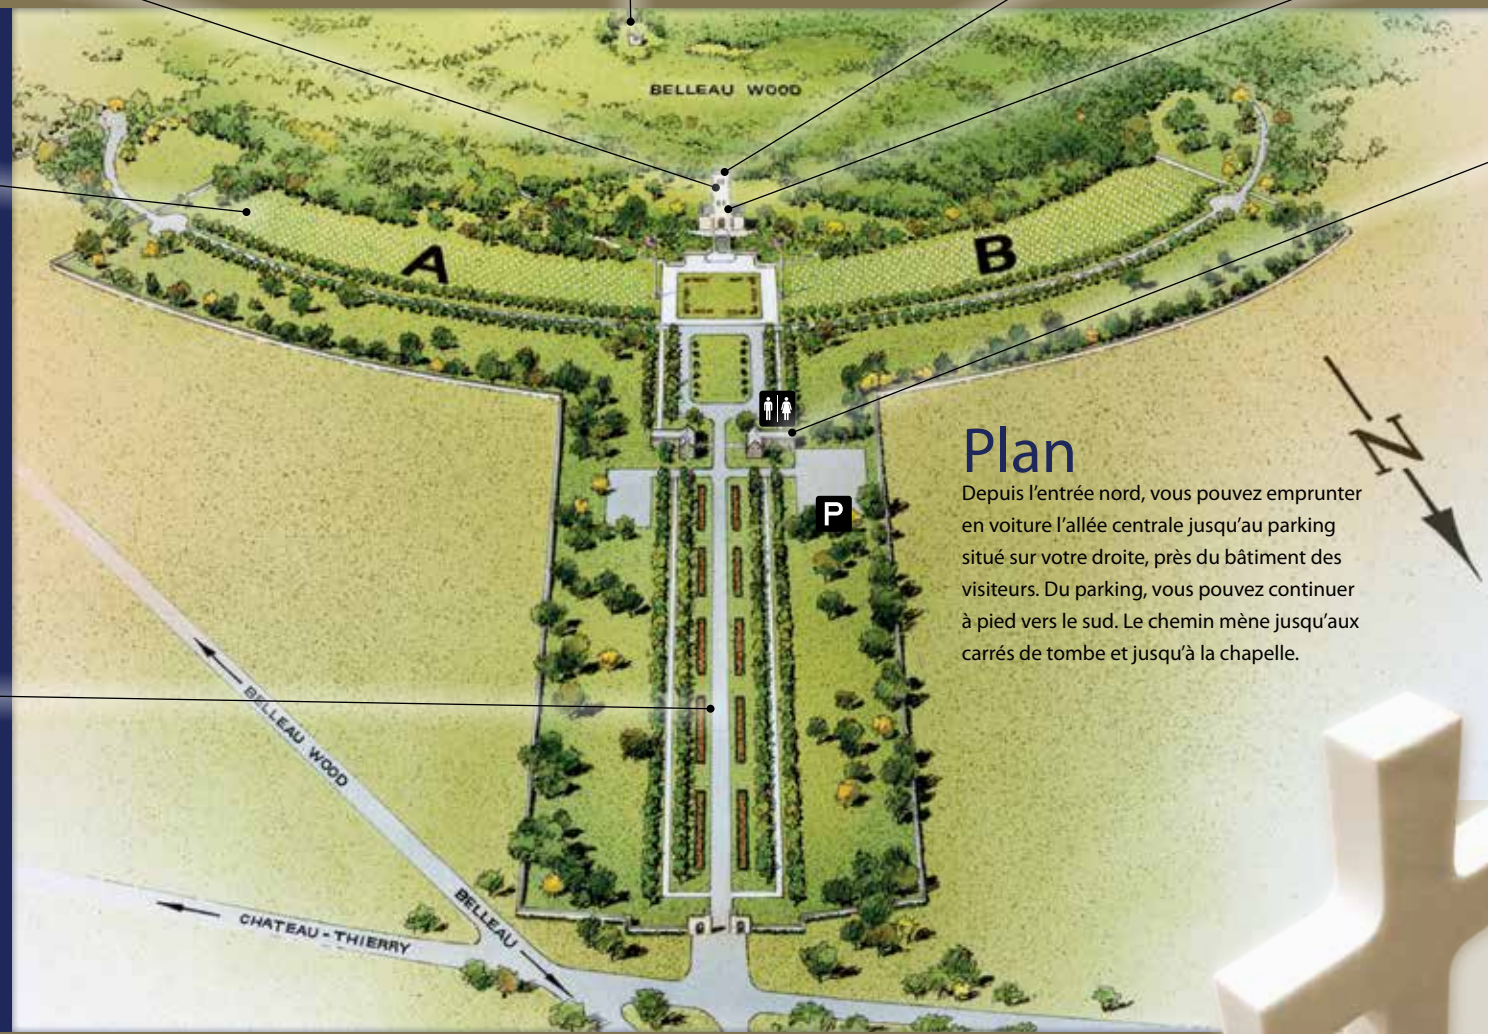 BELLEAU WOOD
A
B
N
P
Plan
Depuis l’entrée nord, vous pouvez emprunter
en voiture l’allée centrale jusqu’au parking
situé sur votre droite, près du bâtiment des
visiteurs. Du parking, vous pouvez continuer
à pied vers le sud. Le chemin mène jusqu’aux
carrés de tombe et jusqu’à la chapelle.
BELLEAU WOOD
BELLEAU
CHATEAU-THIERRY